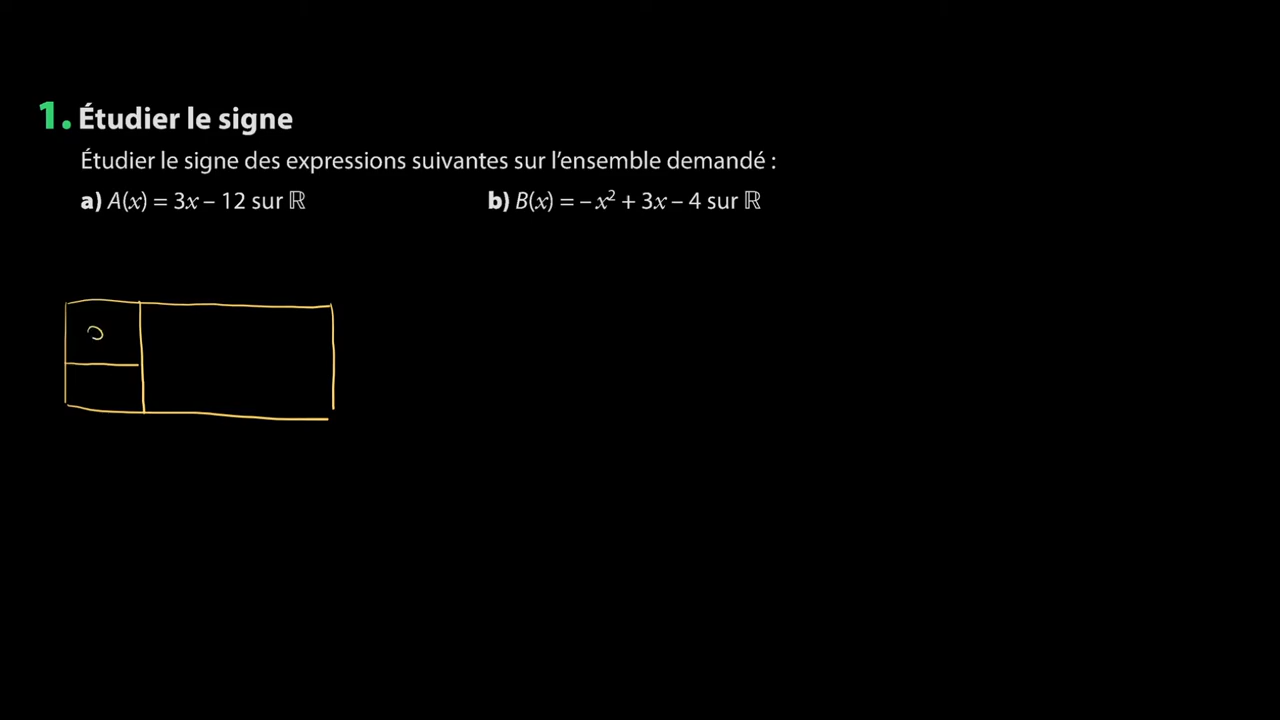 1. Étudier le signe
Étudier le signe des expressions suivantes sur l’ensemble demandé :
a) A(x) = 3x – 12 sur ℝ b) B(x) = – x² + 3x – 4 sur ℝ